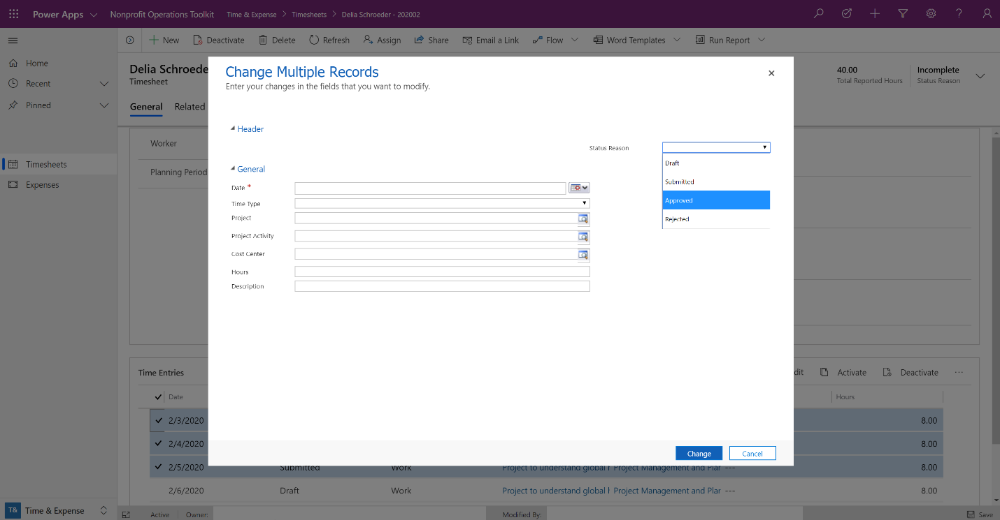 Power Apps Nonprofit Operations Toolkit Time & Expense > Timesheets > Delia Schroeder - 202002
New Deactivate Delete Refresh Assign Share Email a Link Flow Word Templates Run Report
Home
Recent
Pinned
Timesheets
Expenses
T& Time & Expense
Delia Schroede
Timesheet
40.00
Total Reported Hours
Incomplete
Status Reason
General Related
Worker
Planning Period
Change Multiple Records
Enter your changes in the fields that you want to modify.
Header
Status Reason
Draft
Submitted
Approved
Rejected
General
Date *
Time Type
Project
Project Activity
Cost Center
Hours
Description
Change Cancel
Time Entries dit Activate Deactivate ...
Date Hours
2/3/2020 8.00
2/4/2020 8.00
2/5/2020 Submitted Work Project to understand global Project Management and Plar --- 8.00
2/6/2020 Draft Work Project to understand global Project Management and Plar --- 8.00
Active Owner: Modified By: Save